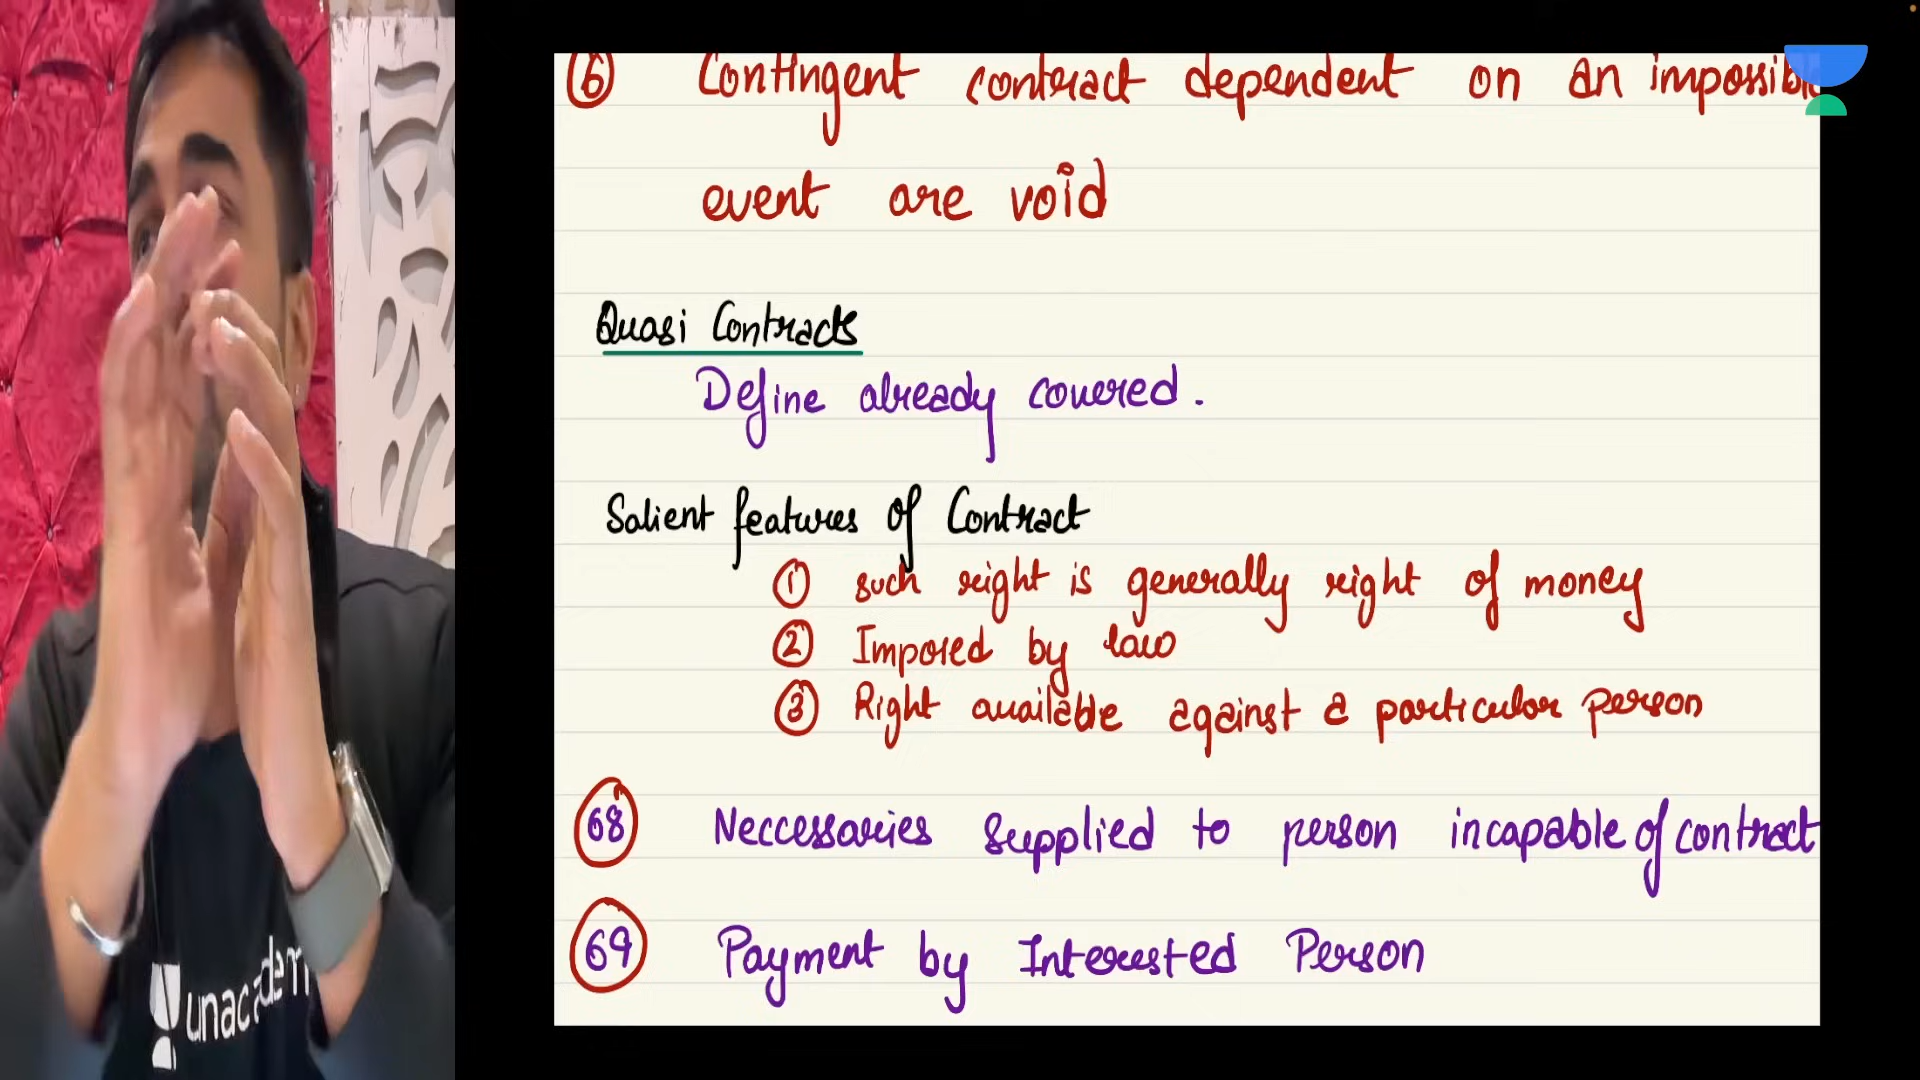 6 Contingent contract dependent on an impossible
event are void
Quasi Contracts
Define already covered.
Salient features of Contract
1 such right is generally right of money
2 Imposed by law
3 Right available against a particular person
68 Neccessaries supplied to person incapable of contract
69 Payment by Interested Person
unacadem